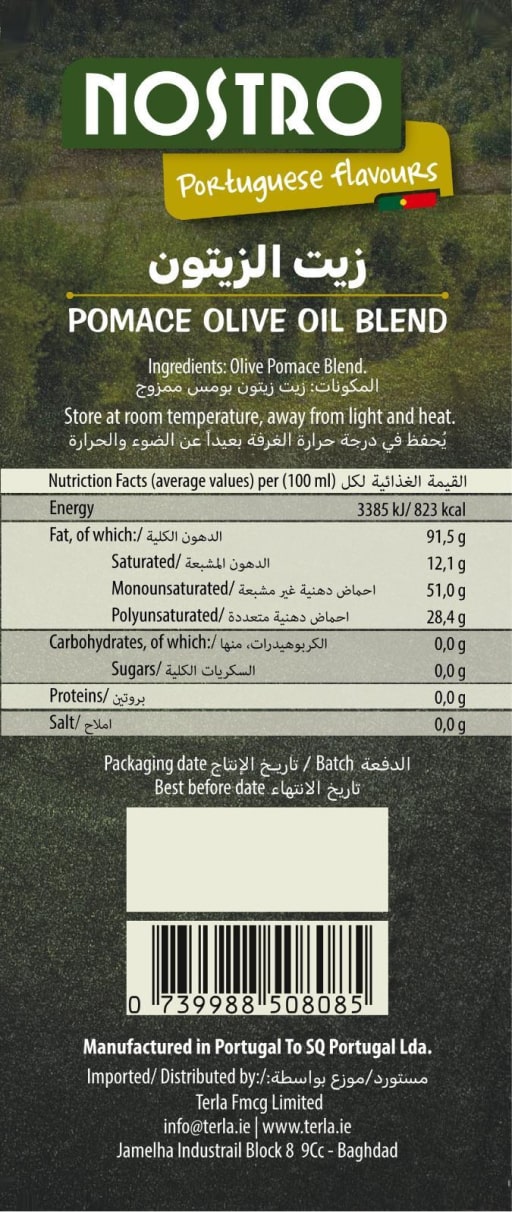 NOSTRO
Portuguese flavours
زيت الزيتون
POMACE OLIVE OIL BLEND
Ingredients: Olive Pomace Blend.
المكونات: زيت زيتون بومس ممزوج
Store at room temperature, away from light and heat.
يُحفظ في درجة حرارة الغرفة بعيداً عن الضوء والحرارة
Nutriction Facts (average values) per (100 ml) القيمة الغذائية لكل
Energy 3385 kJ/ 823 kcal
Fat, of which:/ الدهون الكلية 91,5 g
Saturated/ الدهون المشبعة 12,1 g
Monounsaturated/ احماض دهنية غير مشبعة 51,0 g
Polyunsaturated/ احماض دهنية متعددة 28,4 g
Carbohydrates, of which:/ الكربوهيدرات، منها 0,0 g
Sugars/ السكريات الكلية 0,0 g
Proteins/ بروتين 0,0 g
Salt/ املاح 0,0 g
Packaging date تاريخ الإنتاج / Batch الدفعة
Best before date تاريخ الانتهاء
0 739988 508085
Manufactured in Portugal To SQ Portugal Lda.
Imported/ Distributed by:/ مستورد/موزع بواسطة:
Terla Fmcg Limited
info@terla.ie | www.terla.ie
Jamelha Industrail Block 8 9Cc - Baghdad